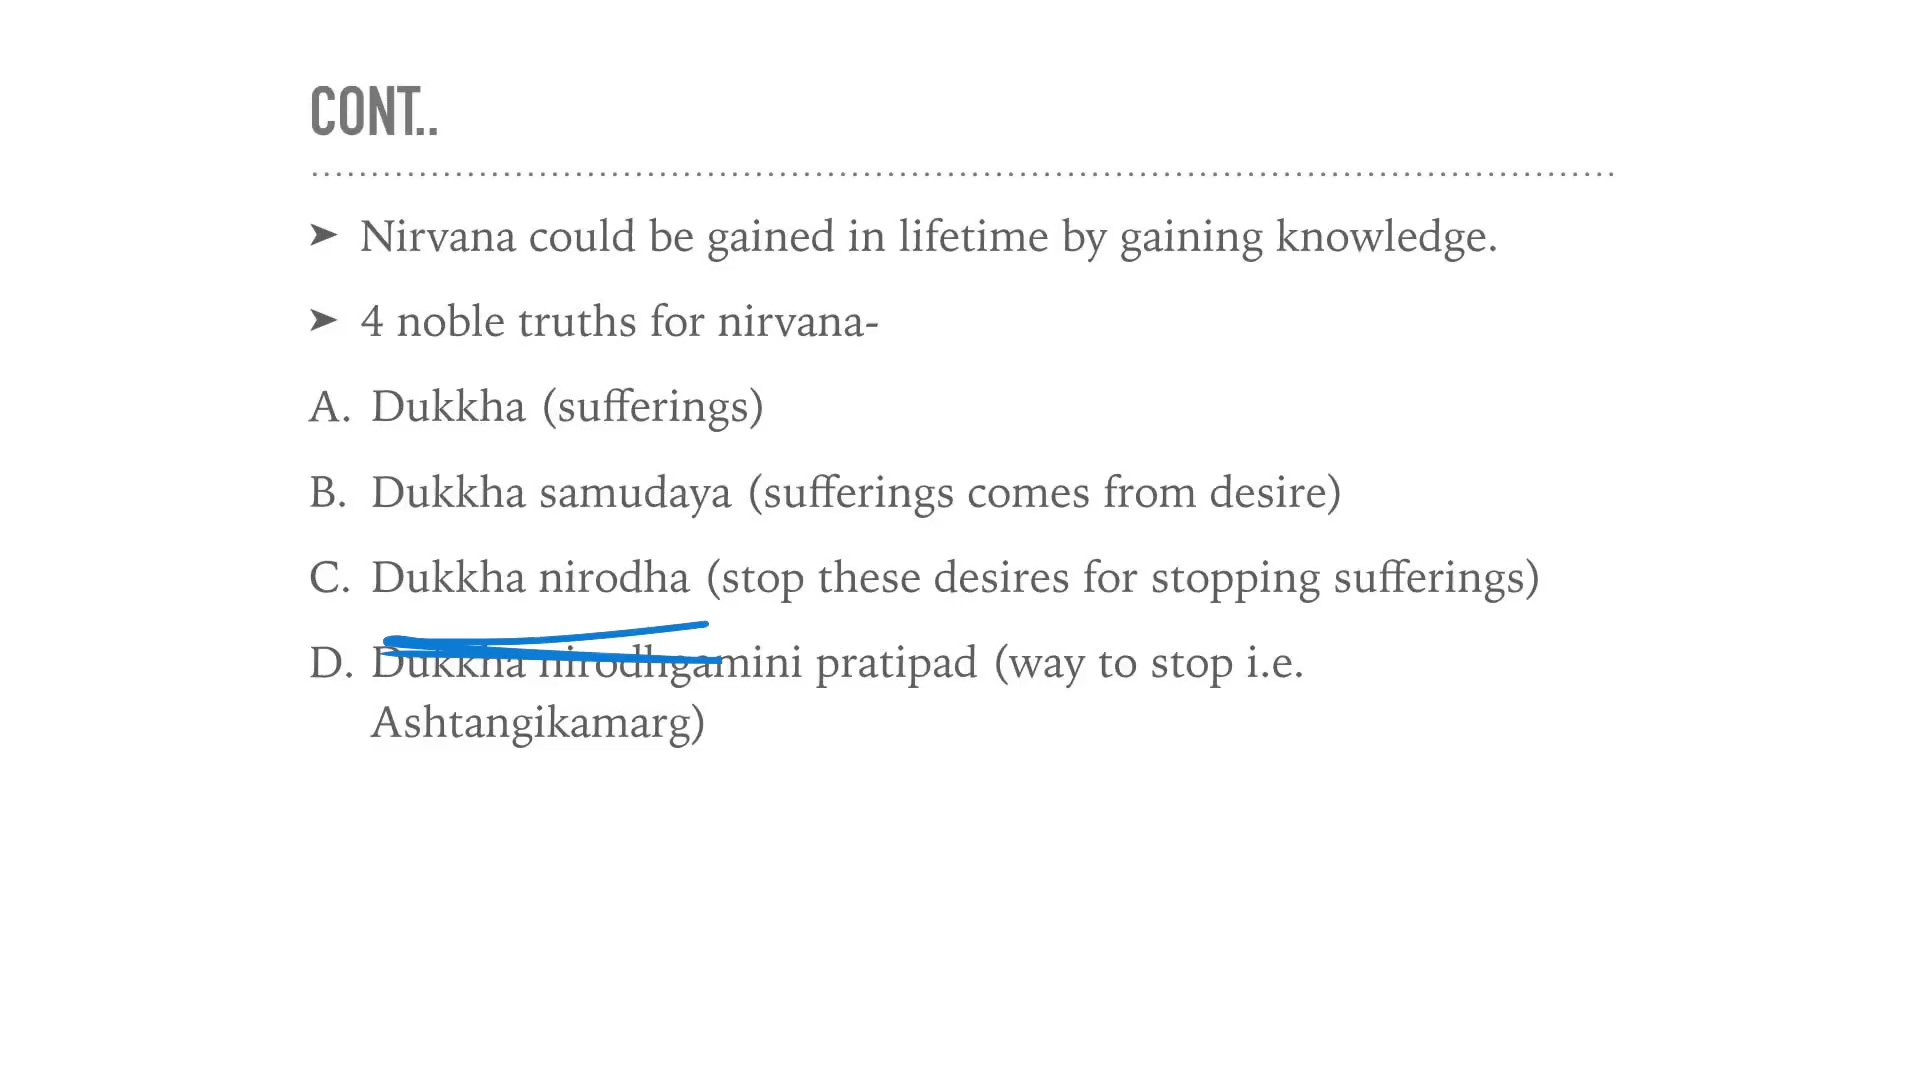 CONT..
➤ Nirvana could be gained in lifetime by gaining knowledge.
➤ 4 noble truths for nirvana-
A. Dukkha (sufferings)
B. Dukkha samudaya (sufferings comes from desire)
C. Dukkha nirodha (stop these desires for stopping sufferings)
D. Dukkha nirodhgamini pratipad (way to stop i.e.
Ashtangikamarg)